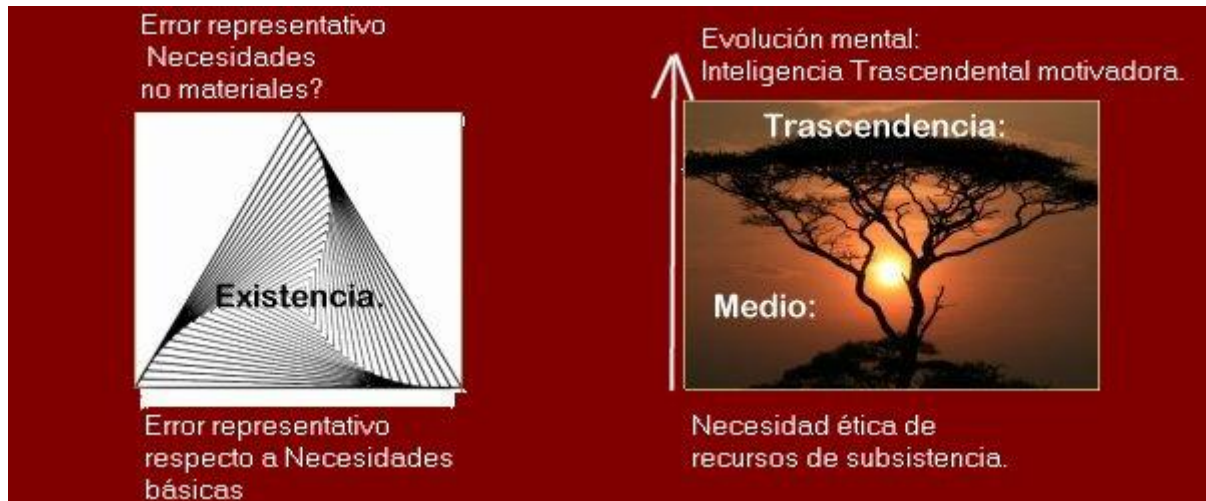 Error representativo
Necesidades
no materiales?
Existencia.
Error representativo
respecto a Necesidades
básicas
Evolución mental:
Inteligencia Trascendental motivadora.
Trascendencia:
Medio:
Necesidad ética de
recursos de subsistencia.